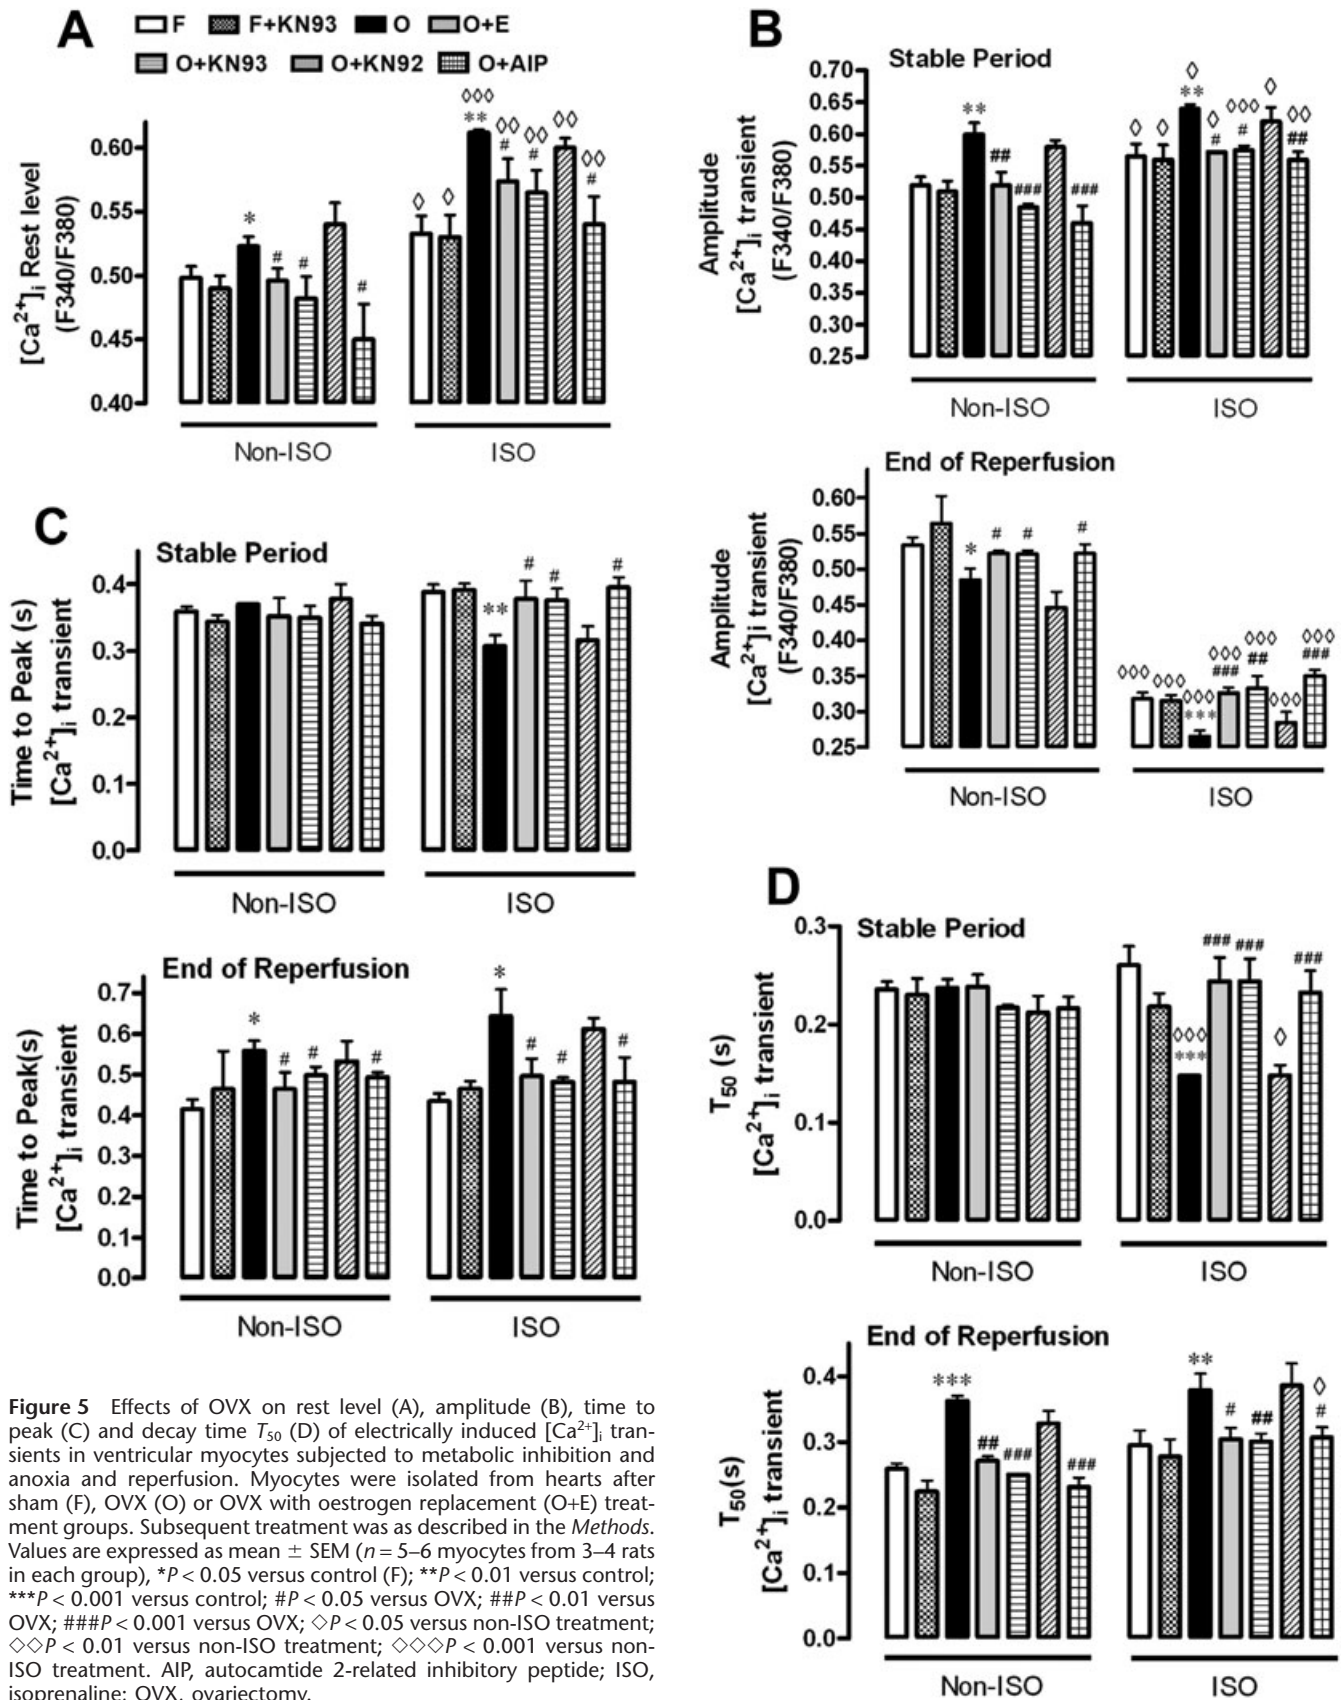 A
F F+KN93 O O+E
O+KN93 O+KN92 O+AIP
[Ca²⁺]ᵢ Rest level
(F340/F380)
0.60
0.55
0.50
0.45
0.40
*
#
#
#
◊
◊
◊◊◊
**
◊◊
#
◊◊
#
◊◊
#
Non-ISO ISO
B
Stable Period
Amplitude
[Ca²⁺]ᵢ transient
(F340/F380)
0.70
0.65
0.60
0.55
0.50
0.45
0.40
0.35
0.30
0.25
**
##
###
###
◊
◊
◊
**
◊
#
◊◊◊
#
◊
◊◊
##
Non-ISO ISO
End of Reperfusion
Amplitude
[Ca²⁺]i transient
(F340/F380)
0.60
0.55
0.50
0.45
0.40
0.35
0.30
0.25
*
#
#
#
◊◊◊
◊◊◊
◊◊◊
***
◊◊◊
###
◊◊◊
##
◊◊◊
◊◊◊
###
Non-ISO ISO
C
Stable Period
Time to Peak (s)
[Ca²⁺]ᵢ transient
0.4
0.3
0.2
0.1
0.0
**
#
#
#
Non-ISO ISO
End of Reperfusion
Time to Peak(s)
[Ca²⁺]ᵢ transient
0.7
0.6
0.5
0.4
0.3
0.2
0.1
0.0
*
#
#
#
*
#
#
#
Non-ISO ISO
D
Stable Period
T₅₀ (s)
[Ca²⁺]ᵢ transient
0.3
0.2
0.1
0.0
◊◊◊
***
###
###
◊
###
Non-ISO ISO
End of Reperfusion
T₅₀(s)
[Ca²⁺]ᵢ transient
0.4
0.3
0.2
0.1
0.0
***
##
###
###
**
#
##
◊
#
Non-ISO ISO
Figure 5 Effects of OVX on rest level (A), amplitude (B), time to
peak (C) and decay time T₅₀ (D) of electrically induced [Ca²⁺]ᵢ tran-
sients in ventricular myocytes subjected to metabolic inhibition and
anoxia and reperfusion. Myocytes were isolated from hearts after
sham (F), OVX (O) or OVX with oestrogen replacement (O+E) treat-
ment groups. Subsequent treatment was as described in the Methods.
Values are expressed as mean ± SEM (n = 5–6 myocytes from 3–4 rats
in each group), *P < 0.05 versus control (F); **P < 0.01 versus control;
***P < 0.001 versus control; #P < 0.05 versus OVX; ##P < 0.01 versus
OVX; ###P < 0.001 versus OVX; ◊P < 0.05 versus non-ISO treatment;
◊◊P < 0.01 versus non-ISO treatment; ◊◊◊P < 0.001 versus non-
ISO treatment. AIP, autocamtide 2-related inhibitory peptide; ISO,
isoprenaline; OVX, ovariectomy.